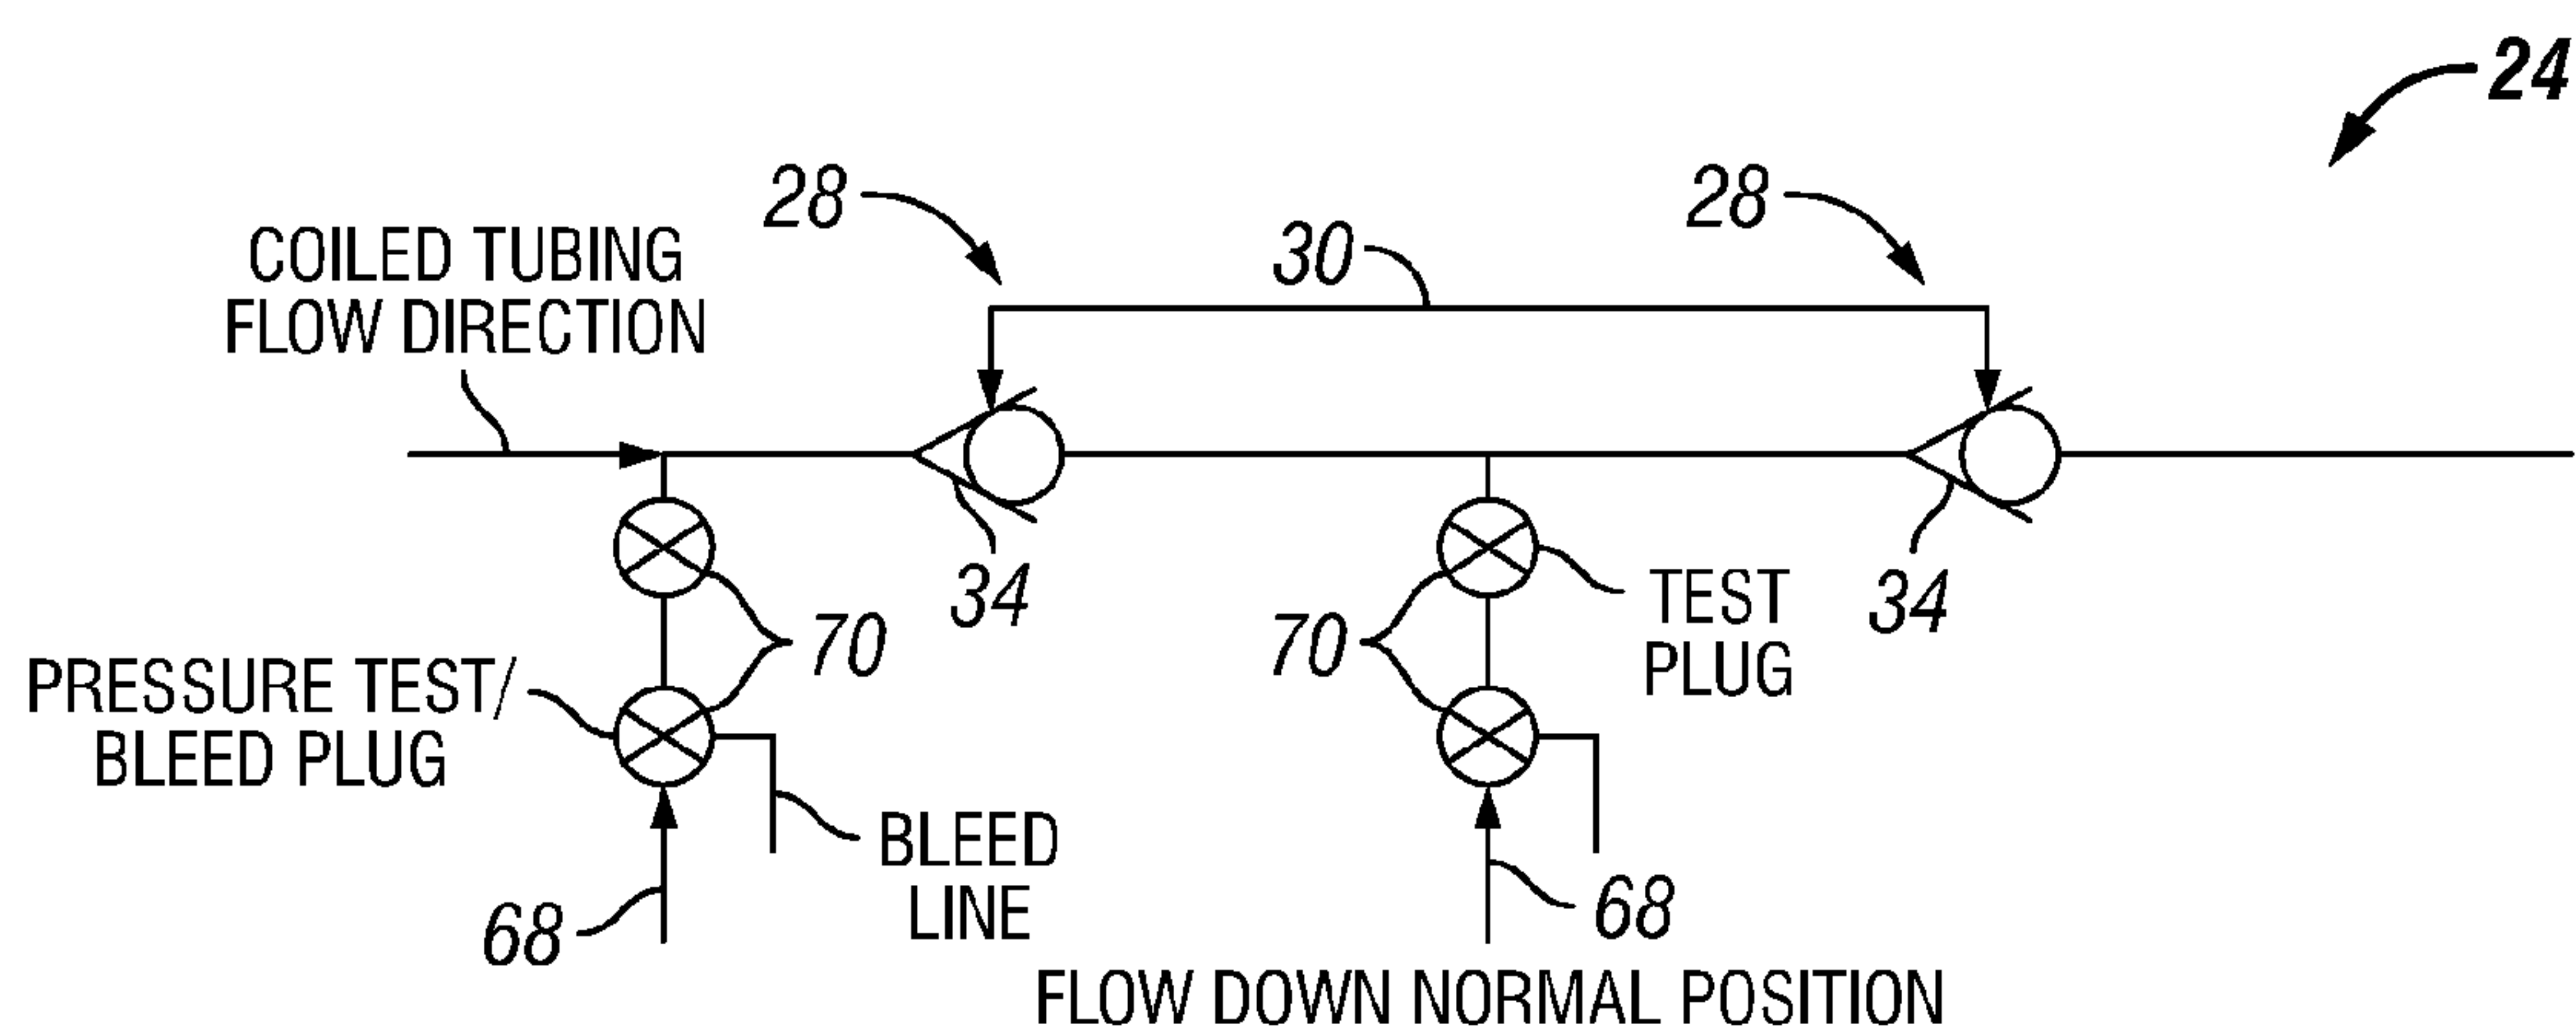 24
28
28
30
COILED TUBING
FLOW DIRECTION
34
34
70
70
TEST
PLUG
PRESSURE TEST/
BLEED PLUG
BLEED
LINE
68
68
FLOW DOWN NORMAL POSITION